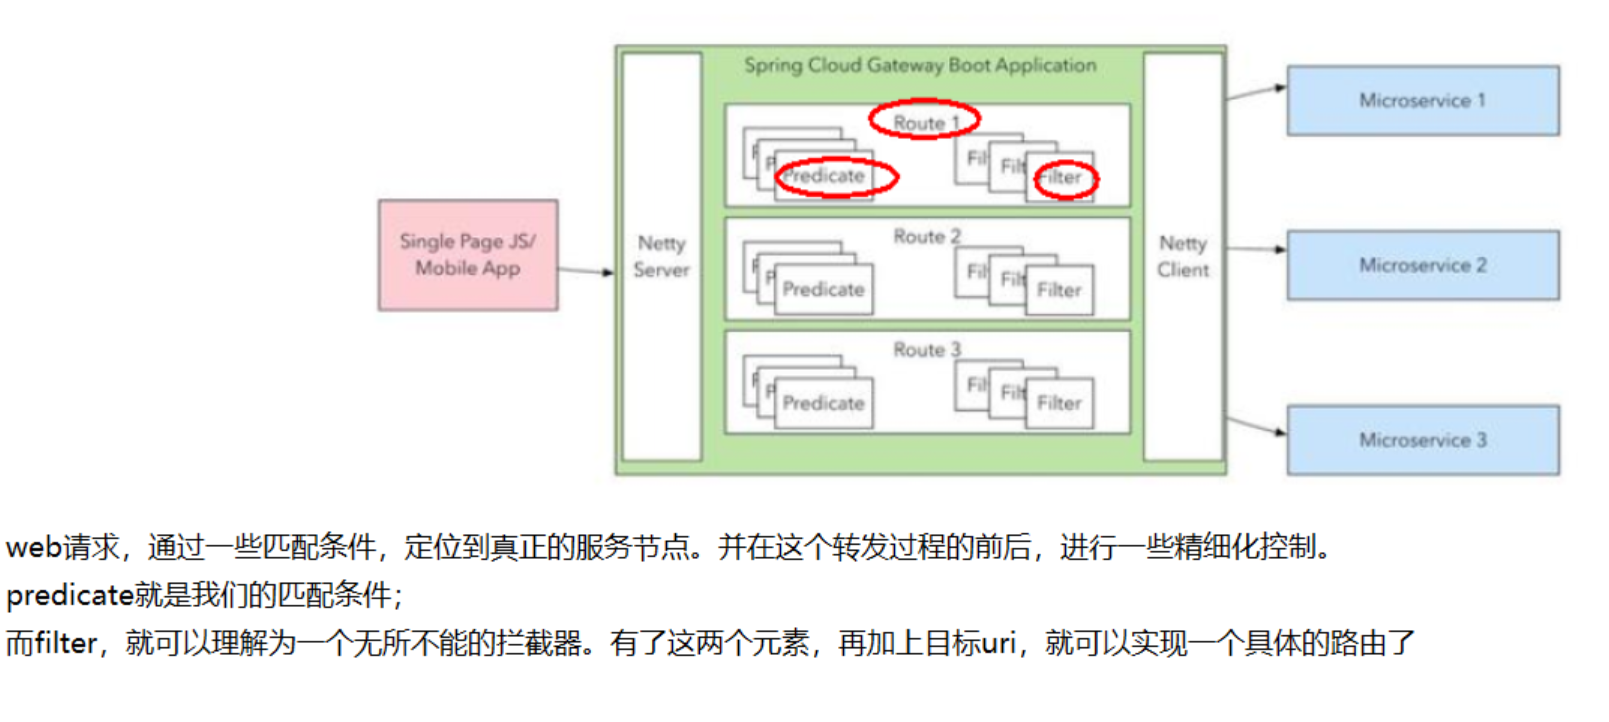 Spring Cloud Gateway Boot Application
Single Page JS/
Mobile App
Netty
Server
Route 1
Predicate
Fil
Filt
Filter
Route 2
Predicate
Fil
Filt
Filter
Route 3
Predicate
Fil
Filt
Filter
Netty
Client
Microservice 1
Microservice 2
Microservice 3
web请求，通过一些匹配条件，定位到真正的服务节点。并在这个转发过程的前后，进行一些精细化控制。
predicate就是我们的匹配条件；
而filter，就可以理解为一个无所不能的拦截器。有了这两个元素，再加上目标uri，就可以实现一个具体的路由了